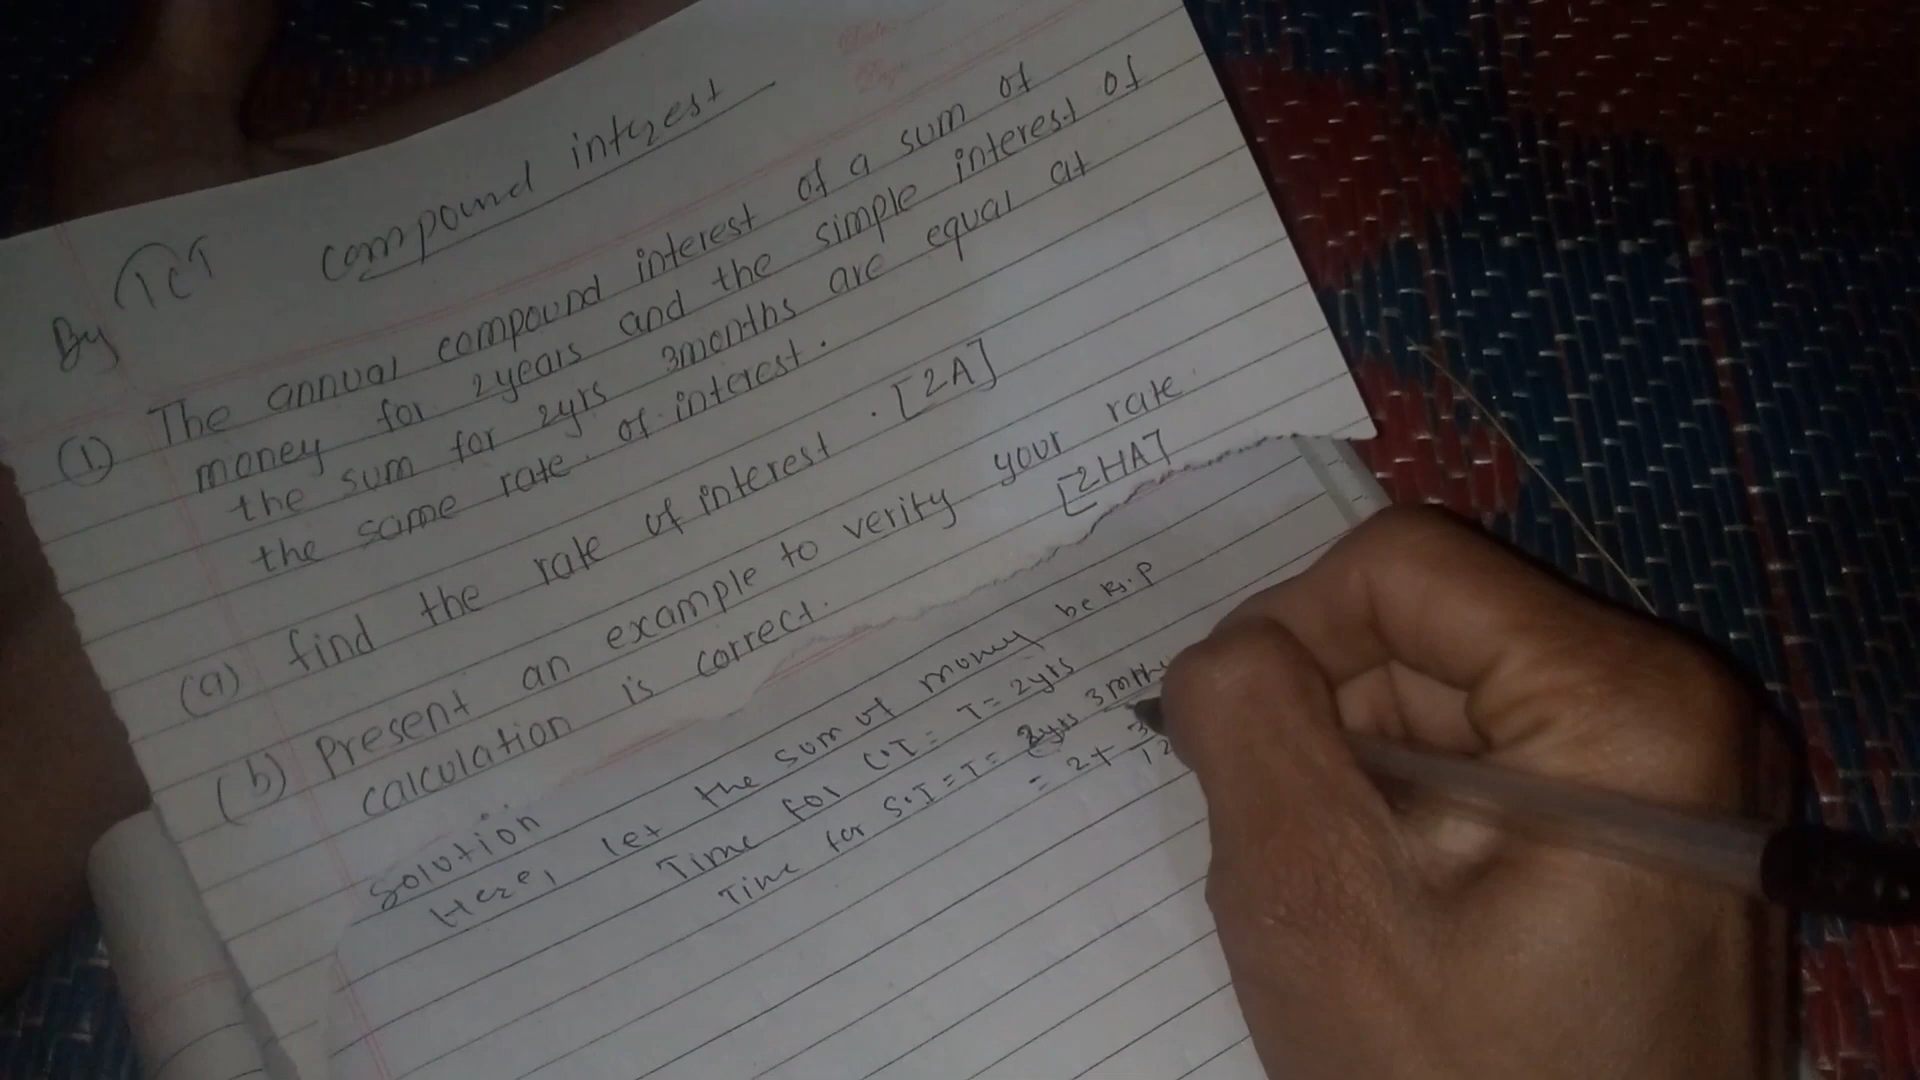 By
compound interest
(1) The annual compound interest of a sum of
money for 2years and the simple interest of
the sum for 2yrs 3months are equal at
the same rate of interest.
(a) find the rate of interest. [2A]
(b) Present an example to verify your rate
calculation is correct. [2HA]
Solution
Here, let the sum of money be Rs. P
Time for C.I = T = 2yrs
Time for S.I = T = 2yrs 3
= 2+ 3/12